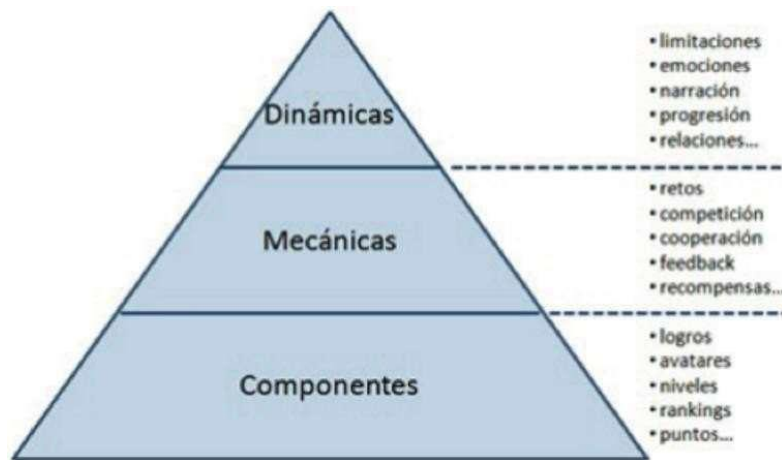 Dinámicas
• limitaciones
• emociones
• narración
• progresión
• relaciones...
Mecánicas
• retos
• competición
• cooperación
• feedback
• recompensas...
Componentes
• logros
• avatares
• niveles
• rankings
• puntos...